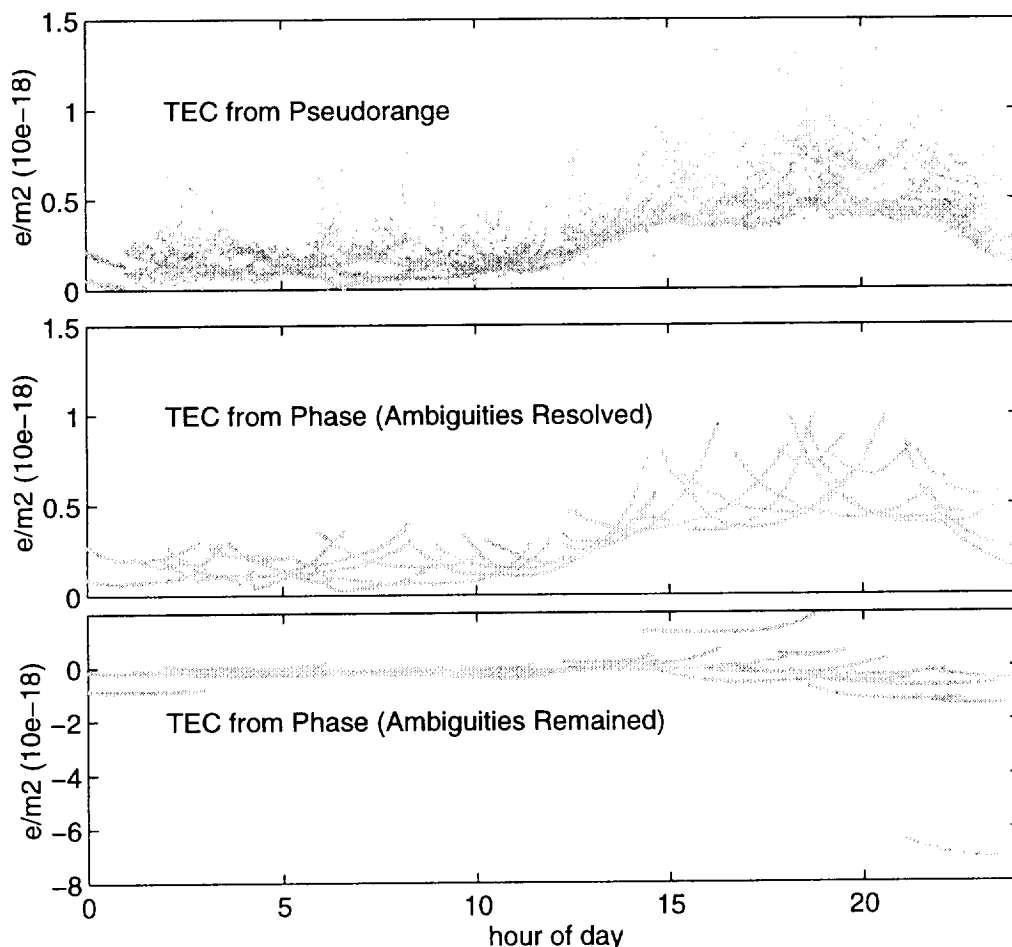 1.5
1
0.5
0
e/m2 (10e−18)
TEC from Pseudorange
1.5
1
0.5
0
e/m2 (10e−18)
TEC from Phase (Ambiguities Resolved)
0
−2
−4
−6
−8
e/m2 (10e−18)
TEC from Phase (Ambiguities Remained)
0 5 10 15 20
hour of day